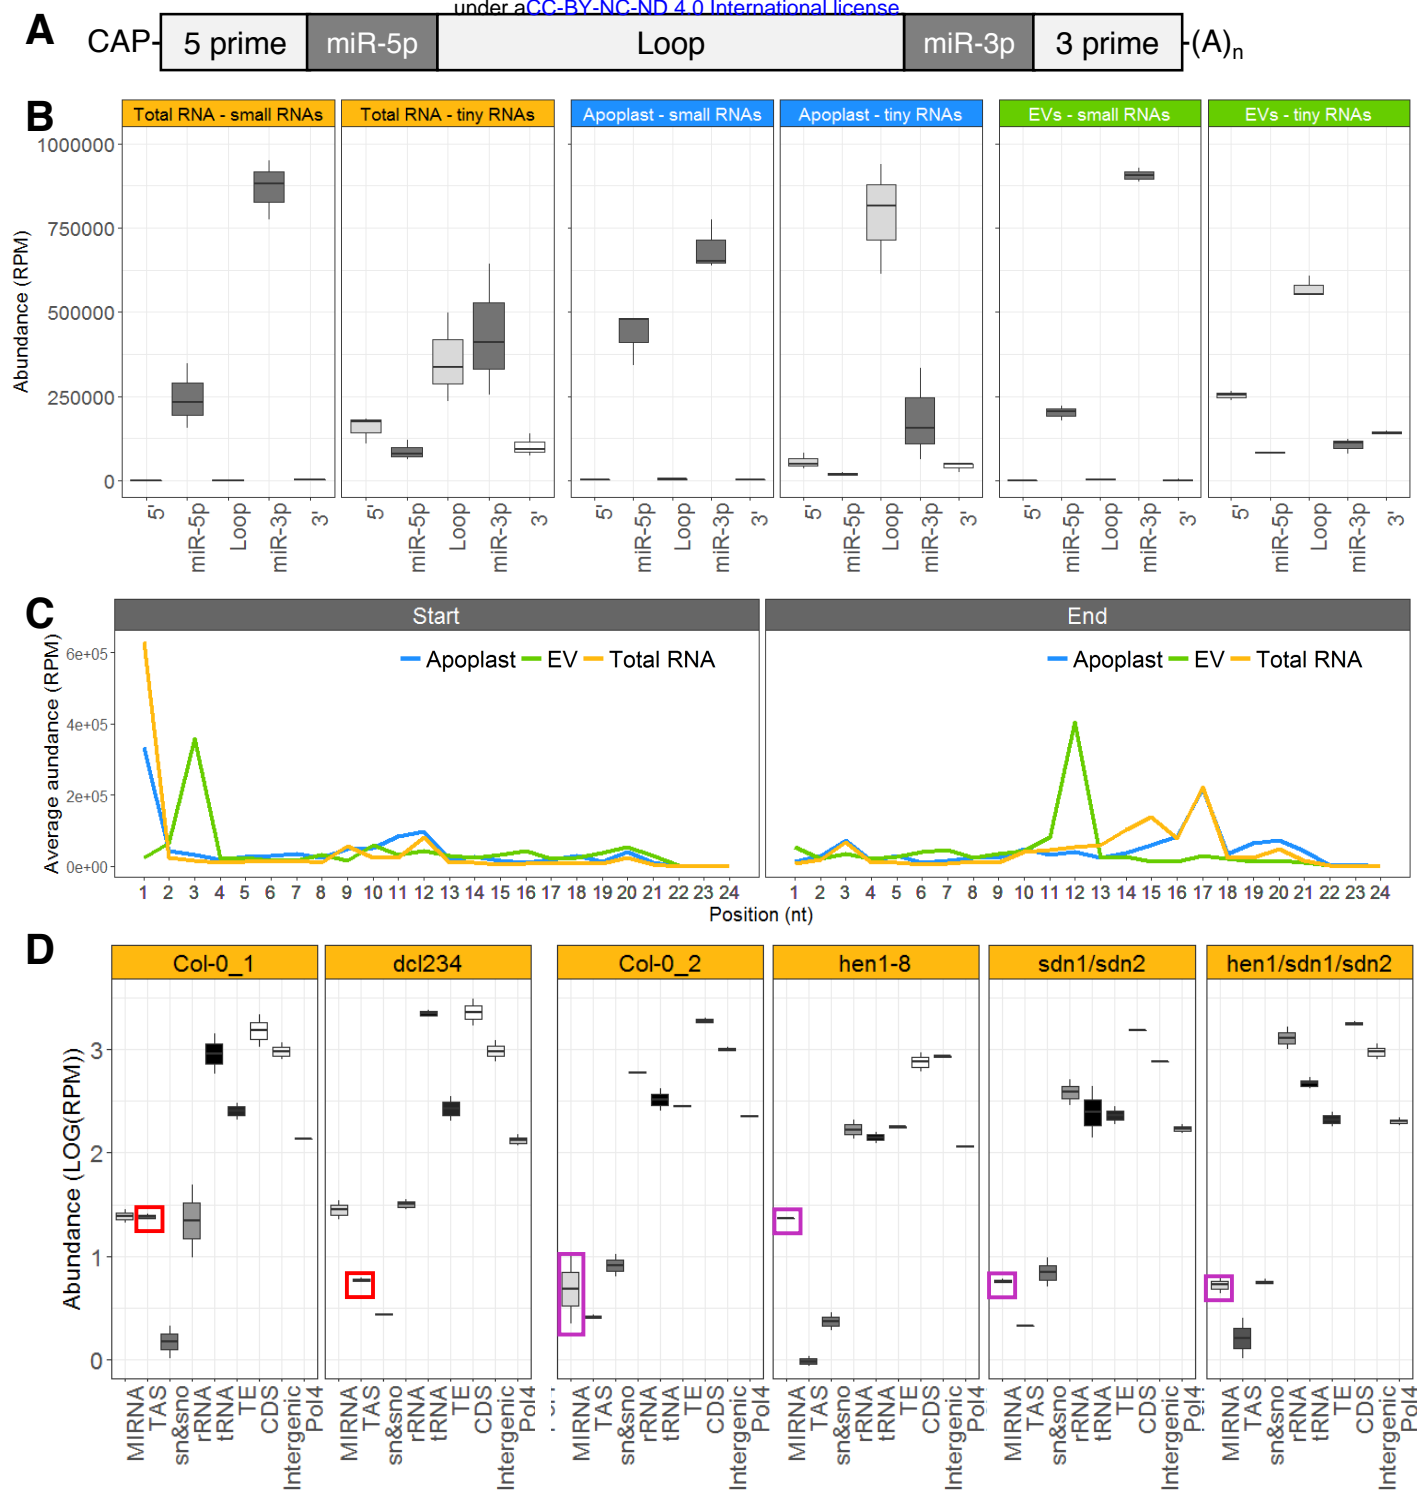 under aCC-BY-NC-ND 4.0 International license.
A
CAP- 5 prime miR-5p Loop miR-3p 3 prime -(A)n
B
Total RNA - small RNAs Total RNA - tiny RNAs Apoplast - small RNAs Apoplast - tiny RNAs EVs - small RNAs EVs - tiny RNAs
Abundance (RPM)
1000000
750000
500000
250000
0
5' miR-5p Loop miR-3p 3' 5' miR-5p Loop miR-3p 3' 5' miR-5p Loop miR-3p 3' 5' miR-5p Loop miR-3p 3' 5' miR-5p Loop miR-3p 3' 5' miR-5p Loop miR-3p 3'
C
Start End
Average aundance (RPM)
6e+05
4e+05
2e+05
0e+00
Apoplast EV Total RNA Apoplast EV Total RNA
1 2 3 4 5 6 7 8 9 10 11 12 13 14 15 16 17 18 19 20 21 22 23 24 1 2 3 4 5 6 7 8 9 10 11 12 13 14 15 16 17 18 19 20 21 22 23 24
Position (nt)
D
Col-0_1 dcl234 Col-0_2 hen1-8 sdn1/sdn2 hen1/sdn1/sdn2
Abundance (LOG(RPM))
3
2
1
0
MIRNA TAS sn&sno rRNA tRNA TE CDS Intergenic Pol4 MIRNA TAS sn&sno rRNA tRNA TE CDS Intergenic Pol4 MIRNA TAS sn&sno rRNA tRNA TE CDS Intergenic Pol4 MIRNA TAS sn&sno rRNA tRNA TE CDS Intergenic Pol4 MIRNA TAS sn&sno rRNA tRNA TE CDS Intergenic Pol4 MIRNA TAS sn&sno rRNA tRNA TE CDS Intergenic Pol4